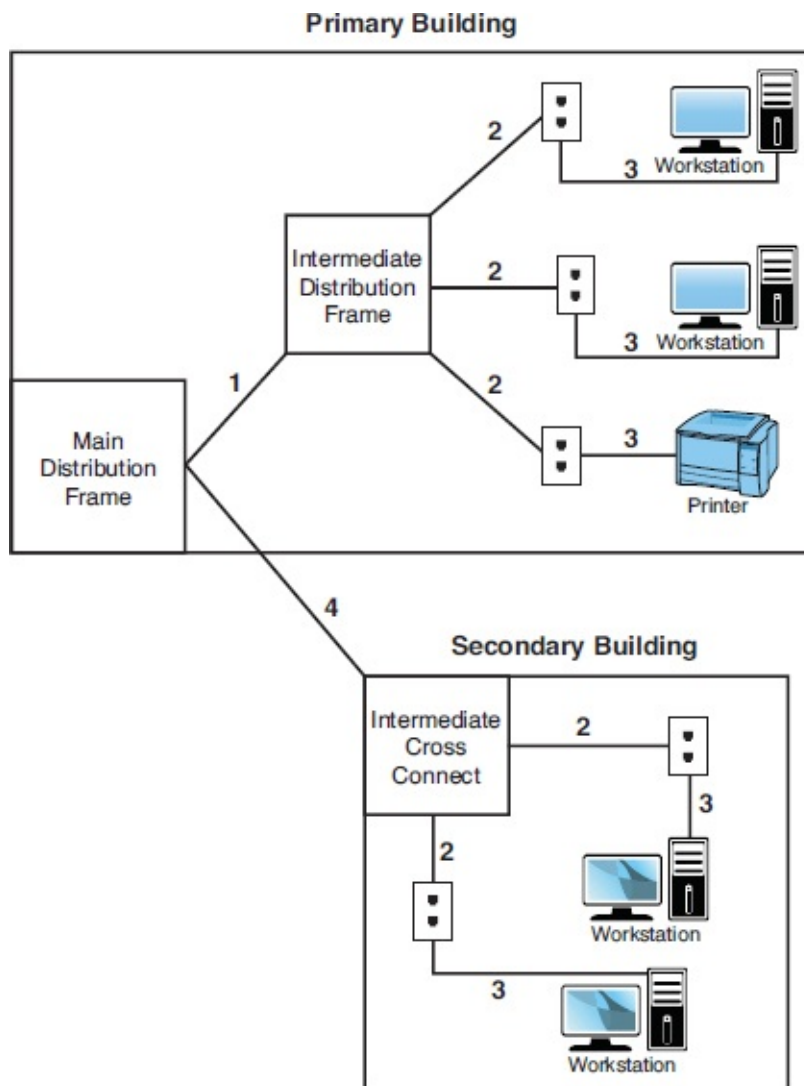 Primary Building
2
3
Workstation
Intermediate
Distribution
Frame
2
3
Workstation
1
2
3
Printer
Main
Distribution
Frame
4
Secondary Building
Intermediate
Cross
Connect
2
3
2
Workstation
3
Workstation